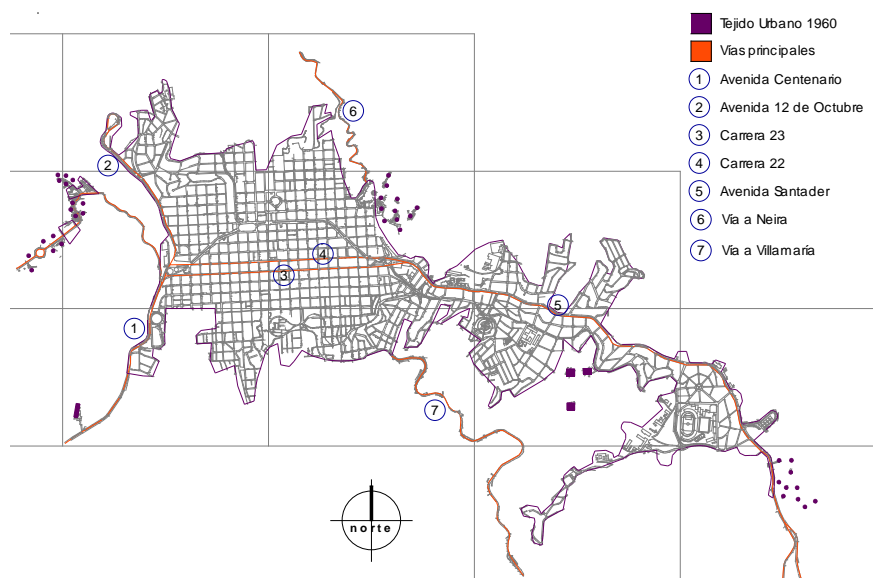 Tejido Urbano 1960
Vías principales
1 Avenida Centenario
2 Avenida 12 de Octubre
3 Carrera 23
4 Carrera 22
5 Avenida Santader
6 Vía a Neira
7 Vía a Villamaría
6
2
4
3
5
1
7
norte